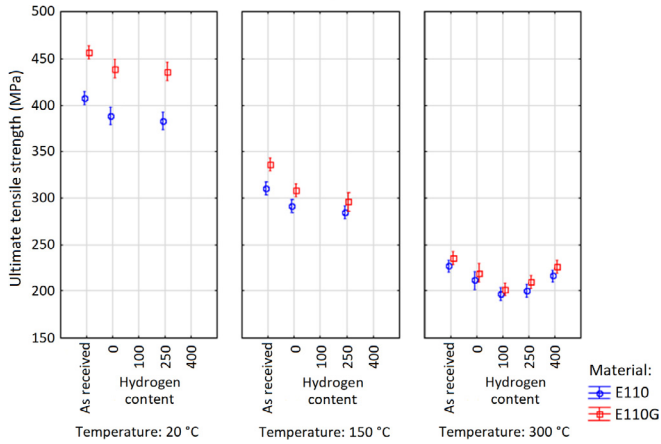 500
450
400
350
300
250
200
150
Ultimate tensile strength (MPa)
As received
0
100
250
400
Hydrogen
content
Temperature: 20 °C
As received
0
100
250
400
Hydrogen
content
Temperature: 150 °C
As received
0
100
250
400
Hydrogen
content
Temperature: 300 °C
Material:
E110
E110G